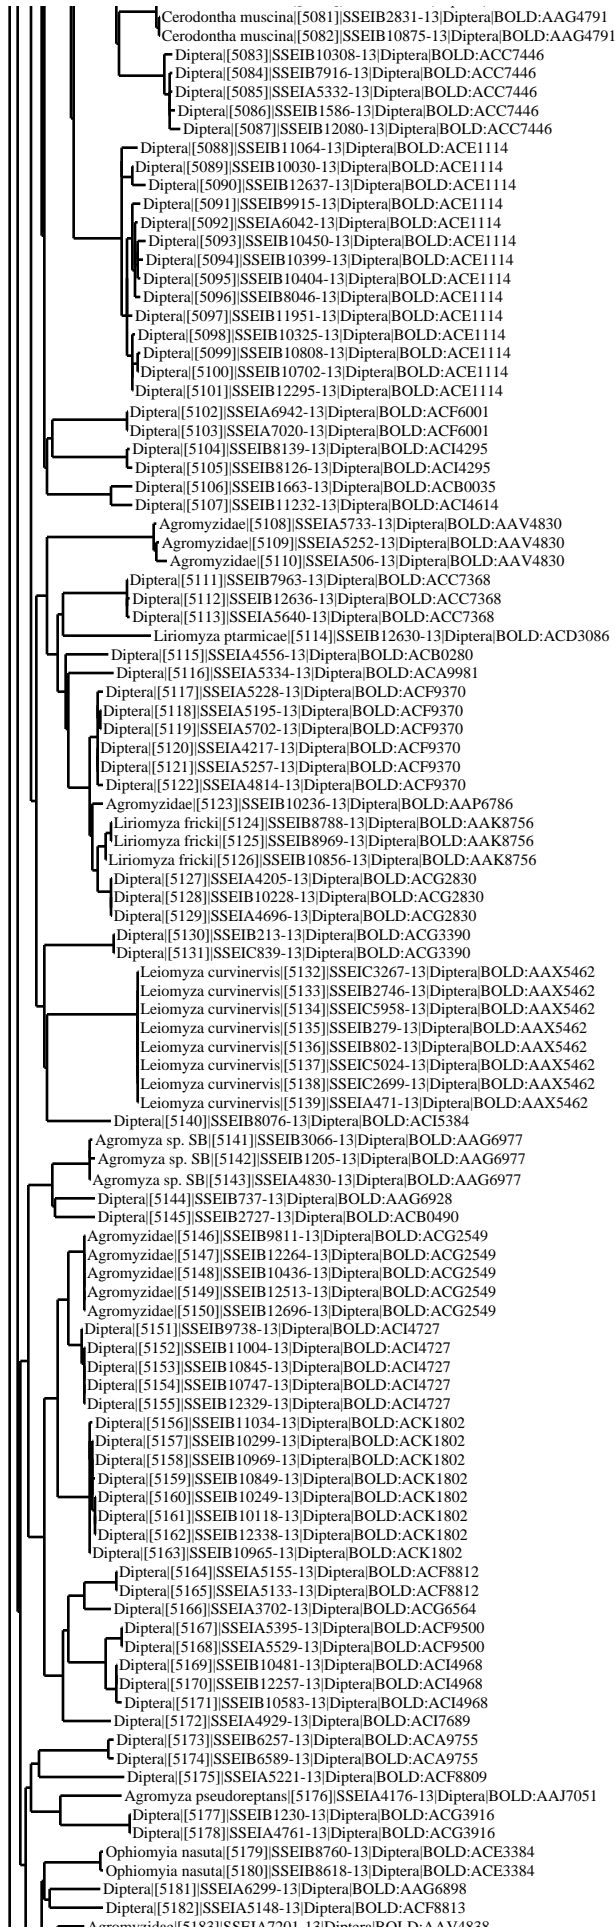 Cerodontha muscina|[5081]|SSEIB2831-13|Diptera|BOLD:AAG4791
Cerodontha muscina|[5082]|SSEIB10875-13|Diptera|BOLD:AAG4791
Diptera|[5083]|SSEIB10308-13|Diptera|BOLD:ACC7446
Diptera|[5084]|SSEIB7916-13|Diptera|BOLD:ACC7446
Diptera|[5085]|SSEIA5332-13|Diptera|BOLD:ACC7446
Diptera|[5086]|SSEIB1586-13|Diptera|BOLD:ACC7446
Diptera|[5087]|SSEIB12080-13|Diptera|BOLD:ACC7446
Diptera|[5088]|SSEIB11064-13|Diptera|BOLD:ACE1114
Diptera|[5089]|SSEIB10030-13|Diptera|BOLD:ACE1114
Diptera|[5090]|SSEIB12637-13|Diptera|BOLD:ACE1114
Diptera|[5091]|SSEIB9915-13|Diptera|BOLD:ACE1114
Diptera|[5092]|SSEIA6042-13|Diptera|BOLD:ACE1114
Diptera|[5093]|SSEIB10450-13|Diptera|BOLD:ACE1114
Diptera|[5094]|SSEIB10399-13|Diptera|BOLD:ACE1114
Diptera|[5095]|SSEIB10404-13|Diptera|BOLD:ACE1114
Diptera|[5096]|SSEIB8046-13|Diptera|BOLD:ACE1114
Diptera|[5097]|SSEIB11951-13|Diptera|BOLD:ACE1114
Diptera|[5098]|SSEIB10325-13|Diptera|BOLD:ACE1114
Diptera|[5099]|SSEIB10808-13|Diptera|BOLD:ACE1114
Diptera|[5100]|SSEIB10702-13|Diptera|BOLD:ACE1114
Diptera|[5101]|SSEIB12295-13|Diptera|BOLD:ACE1114
Diptera|[5102]|SSEIA6942-13|Diptera|BOLD:ACF6001
Diptera|[5103]|SSEIA7020-13|Diptera|BOLD:ACF6001
Diptera|[5104]|SSEIB8139-13|Diptera|BOLD:ACI4295
Diptera|[5105]|SSEIB8126-13|Diptera|BOLD:ACI4295
Diptera|[5106]|SSEIB1663-13|Diptera|BOLD:ACB0035
Diptera|[5107]|SSEIB11232-13|Diptera|BOLD:ACI4614
Agromyzidae|[5108]|SSEIA5733-13|Diptera|BOLD:AAV4830
Agromyzidae|[5109]|SSEIA5252-13|Diptera|BOLD:AAV4830
Agromyzidae|[5110]|SSEIA506-13|Diptera|BOLD:AAV4830
Diptera|[5111]|SSEIB7963-13|Diptera|BOLD:ACC7368
Diptera|[5112]|SSEIB12636-13|Diptera|BOLD:ACC7368
Diptera|[5113]|SSEIA5640-13|Diptera|BOLD:ACC7368
Liriomyza ptarmicae|[5114]|SSEIB12630-13|Diptera|BOLD:ACD3086
Diptera|[5115]|SSEIA4556-13|Diptera|BOLD:ACB0280
Diptera|[5116]|SSEIA5334-13|Diptera|BOLD:ACA9981
Diptera|[5117]|SSEIA5228-13|Diptera|BOLD:ACF9370
Diptera|[5118]|SSEIA5195-13|Diptera|BOLD:ACF9370
Diptera|[5119]|SSEIA5702-13|Diptera|BOLD:ACF9370
Diptera|[5120]|SSEIA4217-13|Diptera|BOLD:ACF9370
Diptera|[5121]|SSEIA5257-13|Diptera|BOLD:ACF9370
Diptera|[5122]|SSEIA4814-13|Diptera|BOLD:ACF9370
Agromyzidae|[5123]|SSEIB10236-13|Diptera|BOLD:AAP6786
Liriomyza fricki|[5124]|SSEIB8788-13|Diptera|BOLD:AAK8756
Liriomyza fricki|[5125]|SSEIB8969-13|Diptera|BOLD:AAK8756
Liriomyza fricki|[5126]|SSEIB10856-13|Diptera|BOLD:AAK8756
Diptera|[5127]|SSEIA4205-13|Diptera|BOLD:ACG2830
Diptera|[5128]|SSEIB10228-13|Diptera|BOLD:ACG2830
Diptera|[5129]|SSEIA4696-13|Diptera|BOLD:ACG2830
Diptera|[5130]|SSEIB213-13|Diptera|BOLD:ACG3390
Diptera|[5131]|SSEIC839-13|Diptera|BOLD:ACG3390
Leiomyza curvinervis|[5132]|SSEIC3267-13|Diptera|BOLD:AAX5462
Leiomyza curvinervis|[5133]|SSEIB2746-13|Diptera|BOLD:AAX5462
Leiomyza curvinervis|[5134]|SSEIC5958-13|Diptera|BOLD:AAX5462
Leiomyza curvinervis|[5135]|SSEIB279-13|Diptera|BOLD:AAX5462
Leiomyza curvinervis|[5136]|SSEIB802-13|Diptera|BOLD:AAX5462
Leiomyza curvinervis|[5137]|SSEIC5024-13|Diptera|BOLD:AAX5462
Leiomyza curvinervis|[5138]|SSEIC2699-13|Diptera|BOLD:AAX5462
Leiomyza curvinervis|[5139]|SSEIA471-13|Diptera|BOLD:AAX5462
Diptera|[5140]|SSEIB8076-13|Diptera|BOLD:ACI5384
Agromyza sp. SB|[5141]|SSEIB3066-13|Diptera|BOLD:AAG6977
Agromyza sp. SB|[5142]|SSEIB1205-13|Diptera|BOLD:AAG6977
Agromyza sp. SB|[5143]|SSEIA4830-13|Diptera|BOLD:AAG6977
Diptera|[5144]|SSEIB737-13|Diptera|BOLD:AAG6928
Diptera|[5145]|SSEIB2727-13|Diptera|BOLD:ACB0490
Agromyzidae|[5146]|SSEIB9811-13|Diptera|BOLD:ACG2549
Agromyzidae|[5147]|SSEIB12264-13|Diptera|BOLD:ACG2549
Agromyzidae|[5148]|SSEIB10436-13|Diptera|BOLD:ACG2549
Agromyzidae|[5149]|SSEIB12513-13|Diptera|BOLD:ACG2549
Agromyzidae|[5150]|SSEIB12696-13|Diptera|BOLD:ACG2549
Diptera|[5151]|SSEIB9738-13|Diptera|BOLD:ACI4727
Diptera|[5152]|SSEIB11004-13|Diptera|BOLD:ACI4727
Diptera|[5153]|SSEIB10845-13|Diptera|BOLD:ACI4727
Diptera|[5154]|SSEIB10747-13|Diptera|BOLD:ACI4727
Diptera|[5155]|SSEIB12329-13|Diptera|BOLD:ACI4727
Diptera|[5156]|SSEIB11034-13|Diptera|BOLD:ACK1802
Diptera|[5157]|SSEIB10299-13|Diptera|BOLD:ACK1802
Diptera|[5158]|SSEIB10969-13|Diptera|BOLD:ACK1802
Diptera|[5159]|SSEIB10849-13|Diptera|BOLD:ACK1802
Diptera|[5160]|SSEIB10249-13|Diptera|BOLD:ACK1802
Diptera|[5161]|SSEIB10118-13|Diptera|BOLD:ACK1802
Diptera|[5162]|SSEIB12338-13|Diptera|BOLD:ACK1802
Diptera|[5163]|SSEIB10965-13|Diptera|BOLD:ACK1802
Diptera|[5164]|SSEIA5155-13|Diptera|BOLD:ACF8812
Diptera|[5165]|SSEIA5133-13|Diptera|BOLD:ACF8812
Diptera|[5166]|SSEIA3702-13|Diptera|BOLD:ACG6564
Diptera|[5167]|SSEIA5395-13|Diptera|BOLD:ACF9500
Diptera|[5168]|SSEIA5529-13|Diptera|BOLD:ACF9500
Diptera|[5169]|SSEIB10481-13|Diptera|BOLD:ACI4968
Diptera|[5170]|SSEIB12257-13|Diptera|BOLD:ACI4968
Diptera|[5171]|SSEIB10583-13|Diptera|BOLD:ACI4968
Diptera|[5172]|SSEIA4929-13|Diptera|BOLD:ACI7689
Diptera|[5173]|SSEIB6257-13|Diptera|BOLD:ACA9755
Diptera|[5174]|SSEIB6589-13|Diptera|BOLD:ACA9755
Diptera|[5175]|SSEIA5221-13|Diptera|BOLD:ACF8809
Agromyza pseudoreptans|[5176]|SSEIA4176-13|Diptera|BOLD:AAJ7051
Diptera|[5177]|SSEIB1230-13|Diptera|BOLD:ACG3916
Diptera|[5178]|SSEIA4761-13|Diptera|BOLD:ACG3916
Ophiomyia nasuta|[5179]|SSEIB8760-13|Diptera|BOLD:ACE3384
Ophiomyia nasuta|[5180]|SSEIB8618-13|Diptera|BOLD:ACE3384
Diptera|[5181]|SSEIA6299-13|Diptera|BOLD:AAG6898
Diptera|[5182]|SSEIA5148-13|Diptera|BOLD:ACF8813
Agromyzidae|[5183]|SSEIA7201-13|Diptera|BOLD:AAV4838